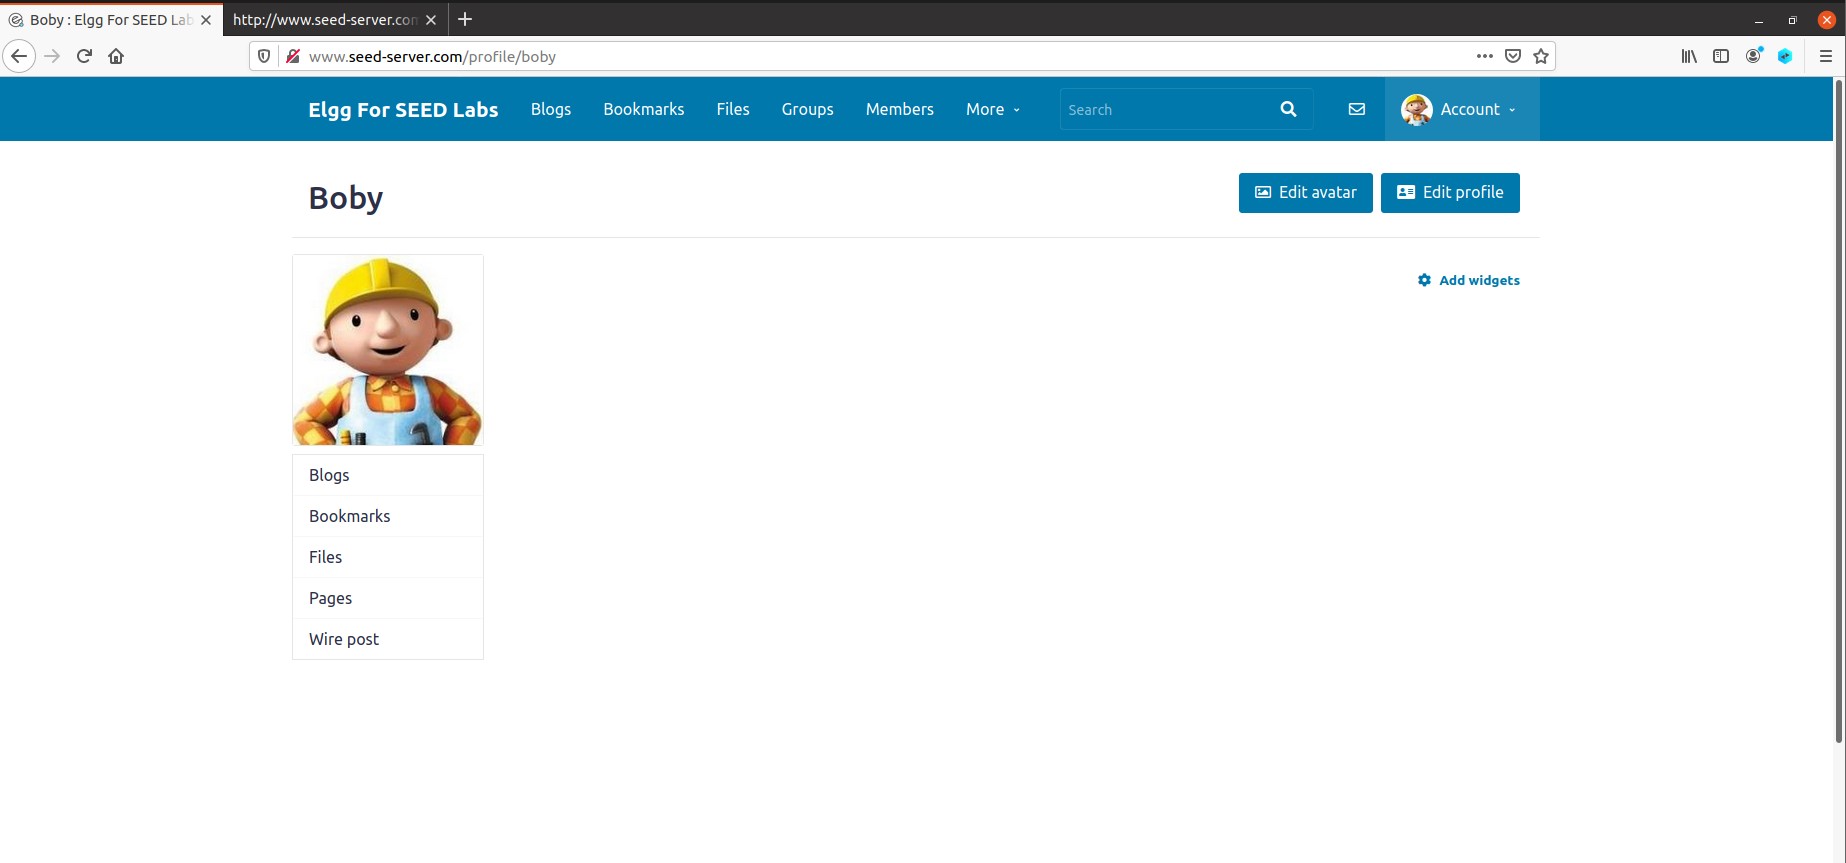 Boby : Elgg For SEED Lab
http://www.seed-server.com
www.seed-server.com/profile/boby
Elgg For SEED Labs Blogs Bookmarks Files Groups Members More Search Account
Boby
Edit avatar Edit profile
Add widgets
Blogs
Bookmarks
Files
Pages
Wire post